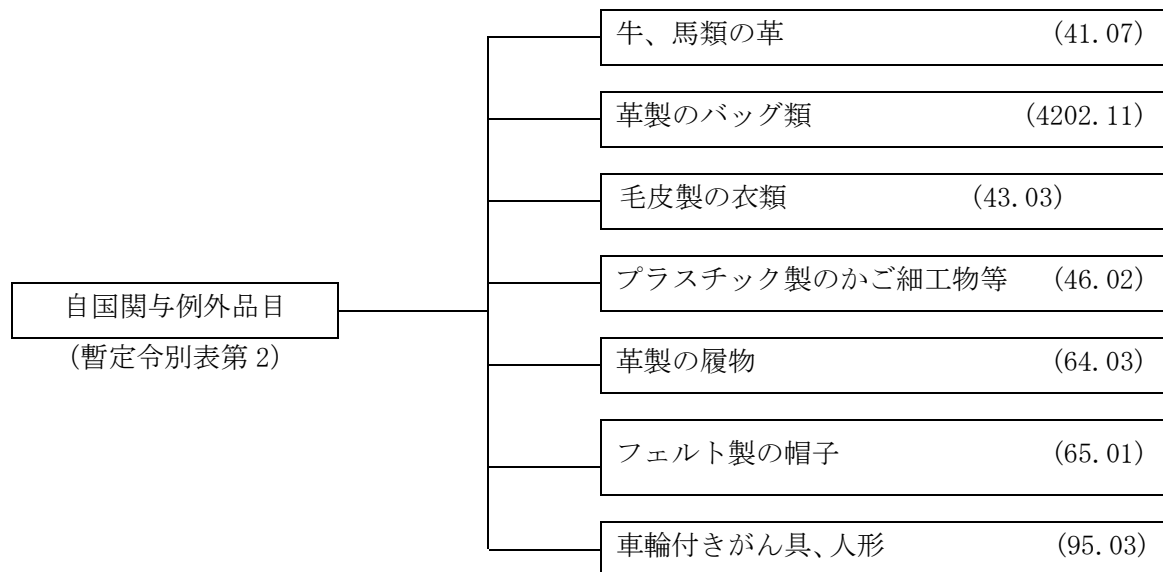 牛、馬類の革 (41.07)
革製のバッグ類 (4202.11)
毛皮製の衣類 (43.03)
プラスチック製のかご細工物等 (46.02)
自国関与例外品目
(暫定令別表第 2)
革製の履物 (64.03)
フェルト製の帽子 (65.01)
車輪付きがん具、人形 (95.03)